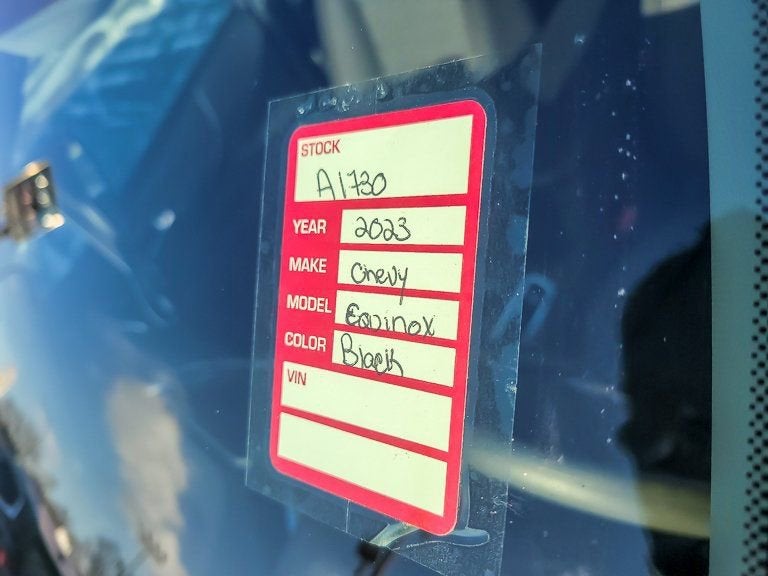 STOCK
A1730
YEAR 2023
MAKE Chevy
MODEL Equinox
COLOR Black
VIN